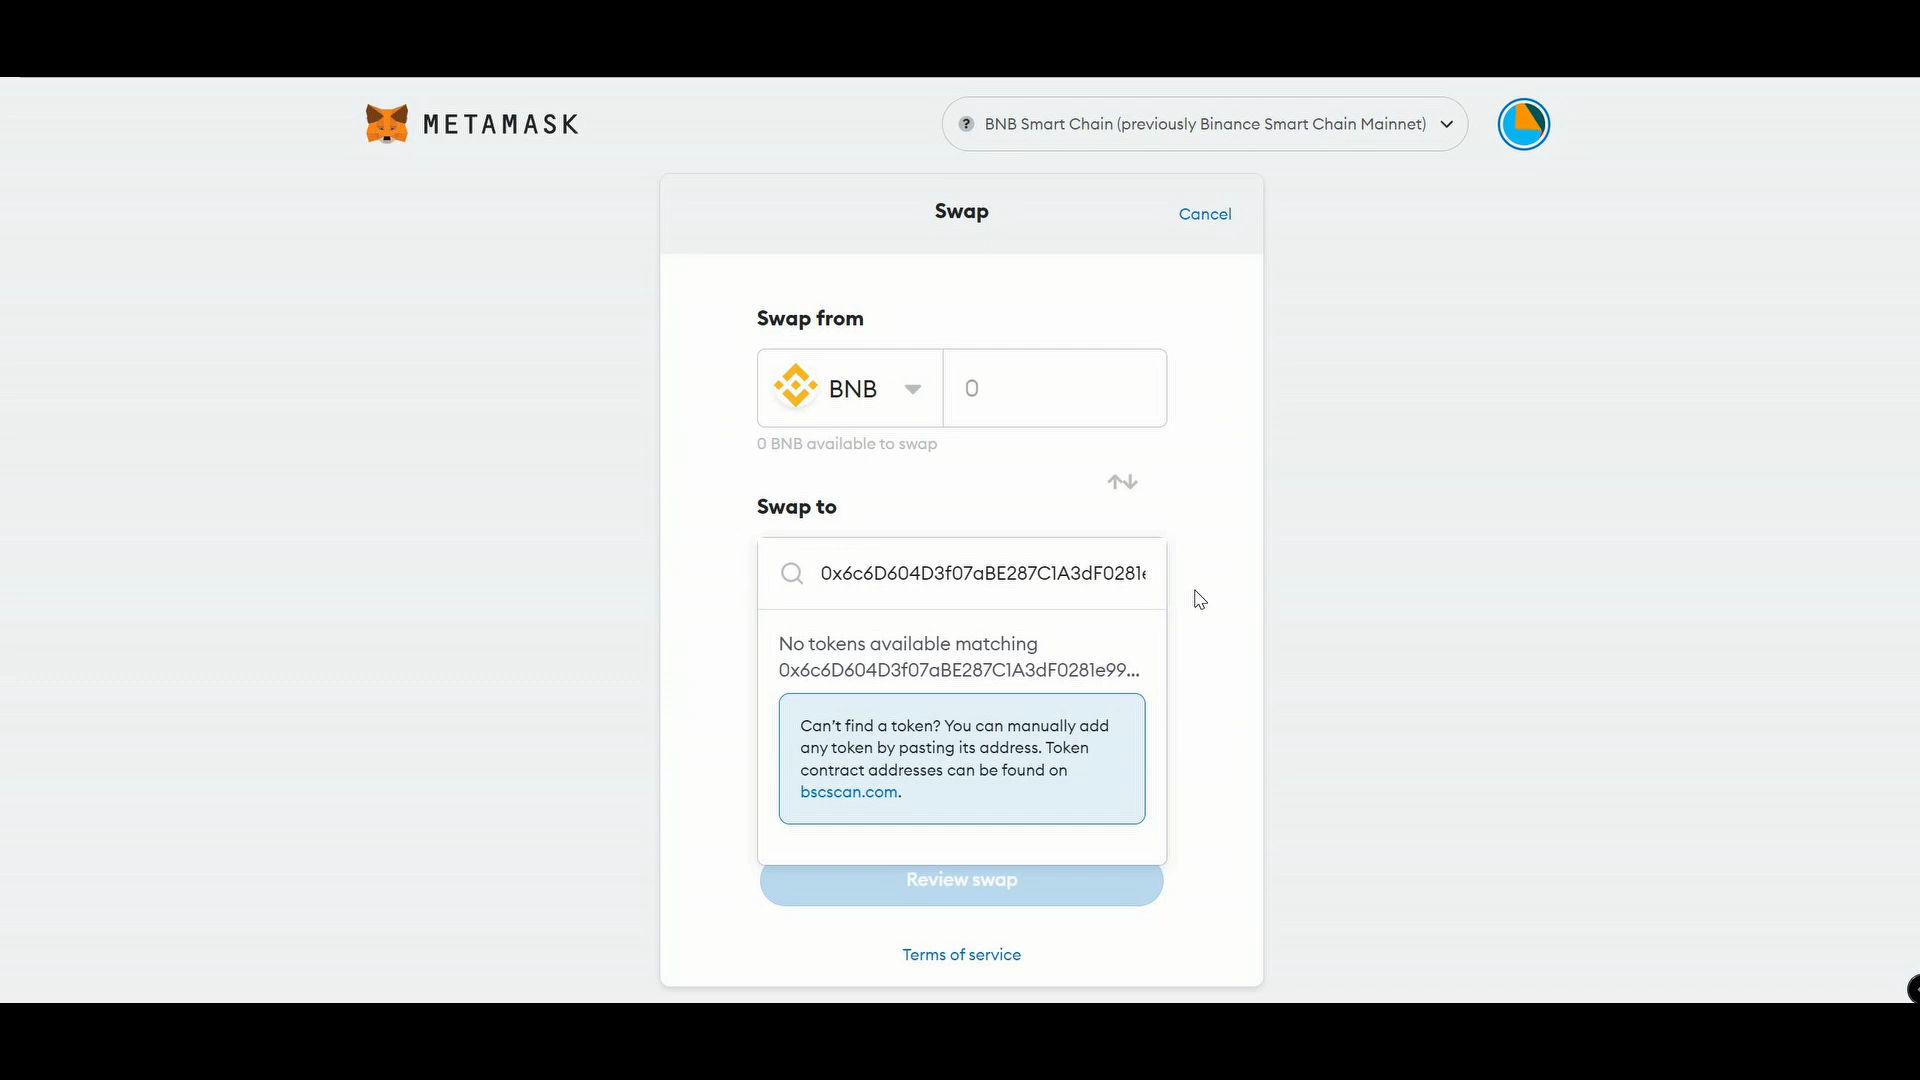 METAMASK
? BNB Smart Chain (previously Binance Smart Chain Mainnet)
Swap
Cancel
Swap from
BNB
0
0 BNB available to swap
Swap to
0x6c6D604D3f07aBE287C1A3dF0281e
No tokens available matching
0x6c6D604D3f07aBE287C1A3dF0281e99...
Can’t find a token? You can manually add
any token by pasting its address. Token
contract addresses can be found on
bscscan.com.
Review swap
Terms of service